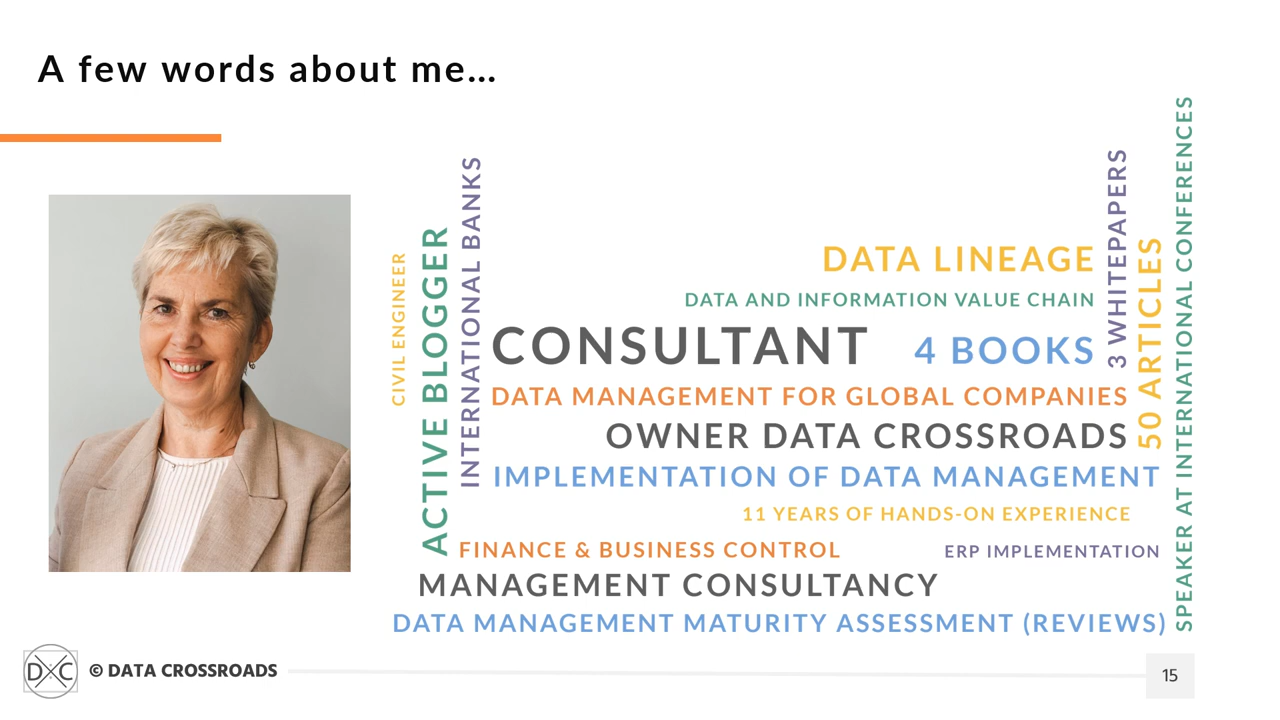 A few words about me...
CIVIL ENGINEER
ACTIVE BLOGGER
INTERNATIONAL BANKS
DATA LINEAGE
DATA AND INFORMATION VALUE CHAIN
CONSULTANT
4 BOOKS
DATA MANAGEMENT FOR GLOBAL COMPANIES
OWNER DATA CROSSROADS
IMPLEMENTATION OF DATA MANAGEMENT
11 YEARS OF HANDS-ON EXPERIENCE
FINANCE & BUSINESS CONTROL
ERP IMPLEMENTATION
MANAGEMENT CONSULTANCY
DATA MANAGEMENT MATURITY ASSESSMENT (REVIEWS)
3 WHITEPAPERS
50 ARTICLES
SPEAKER AT INTERNATIONAL CONFERENCES
DXC
© DATA CROSSROADS
15